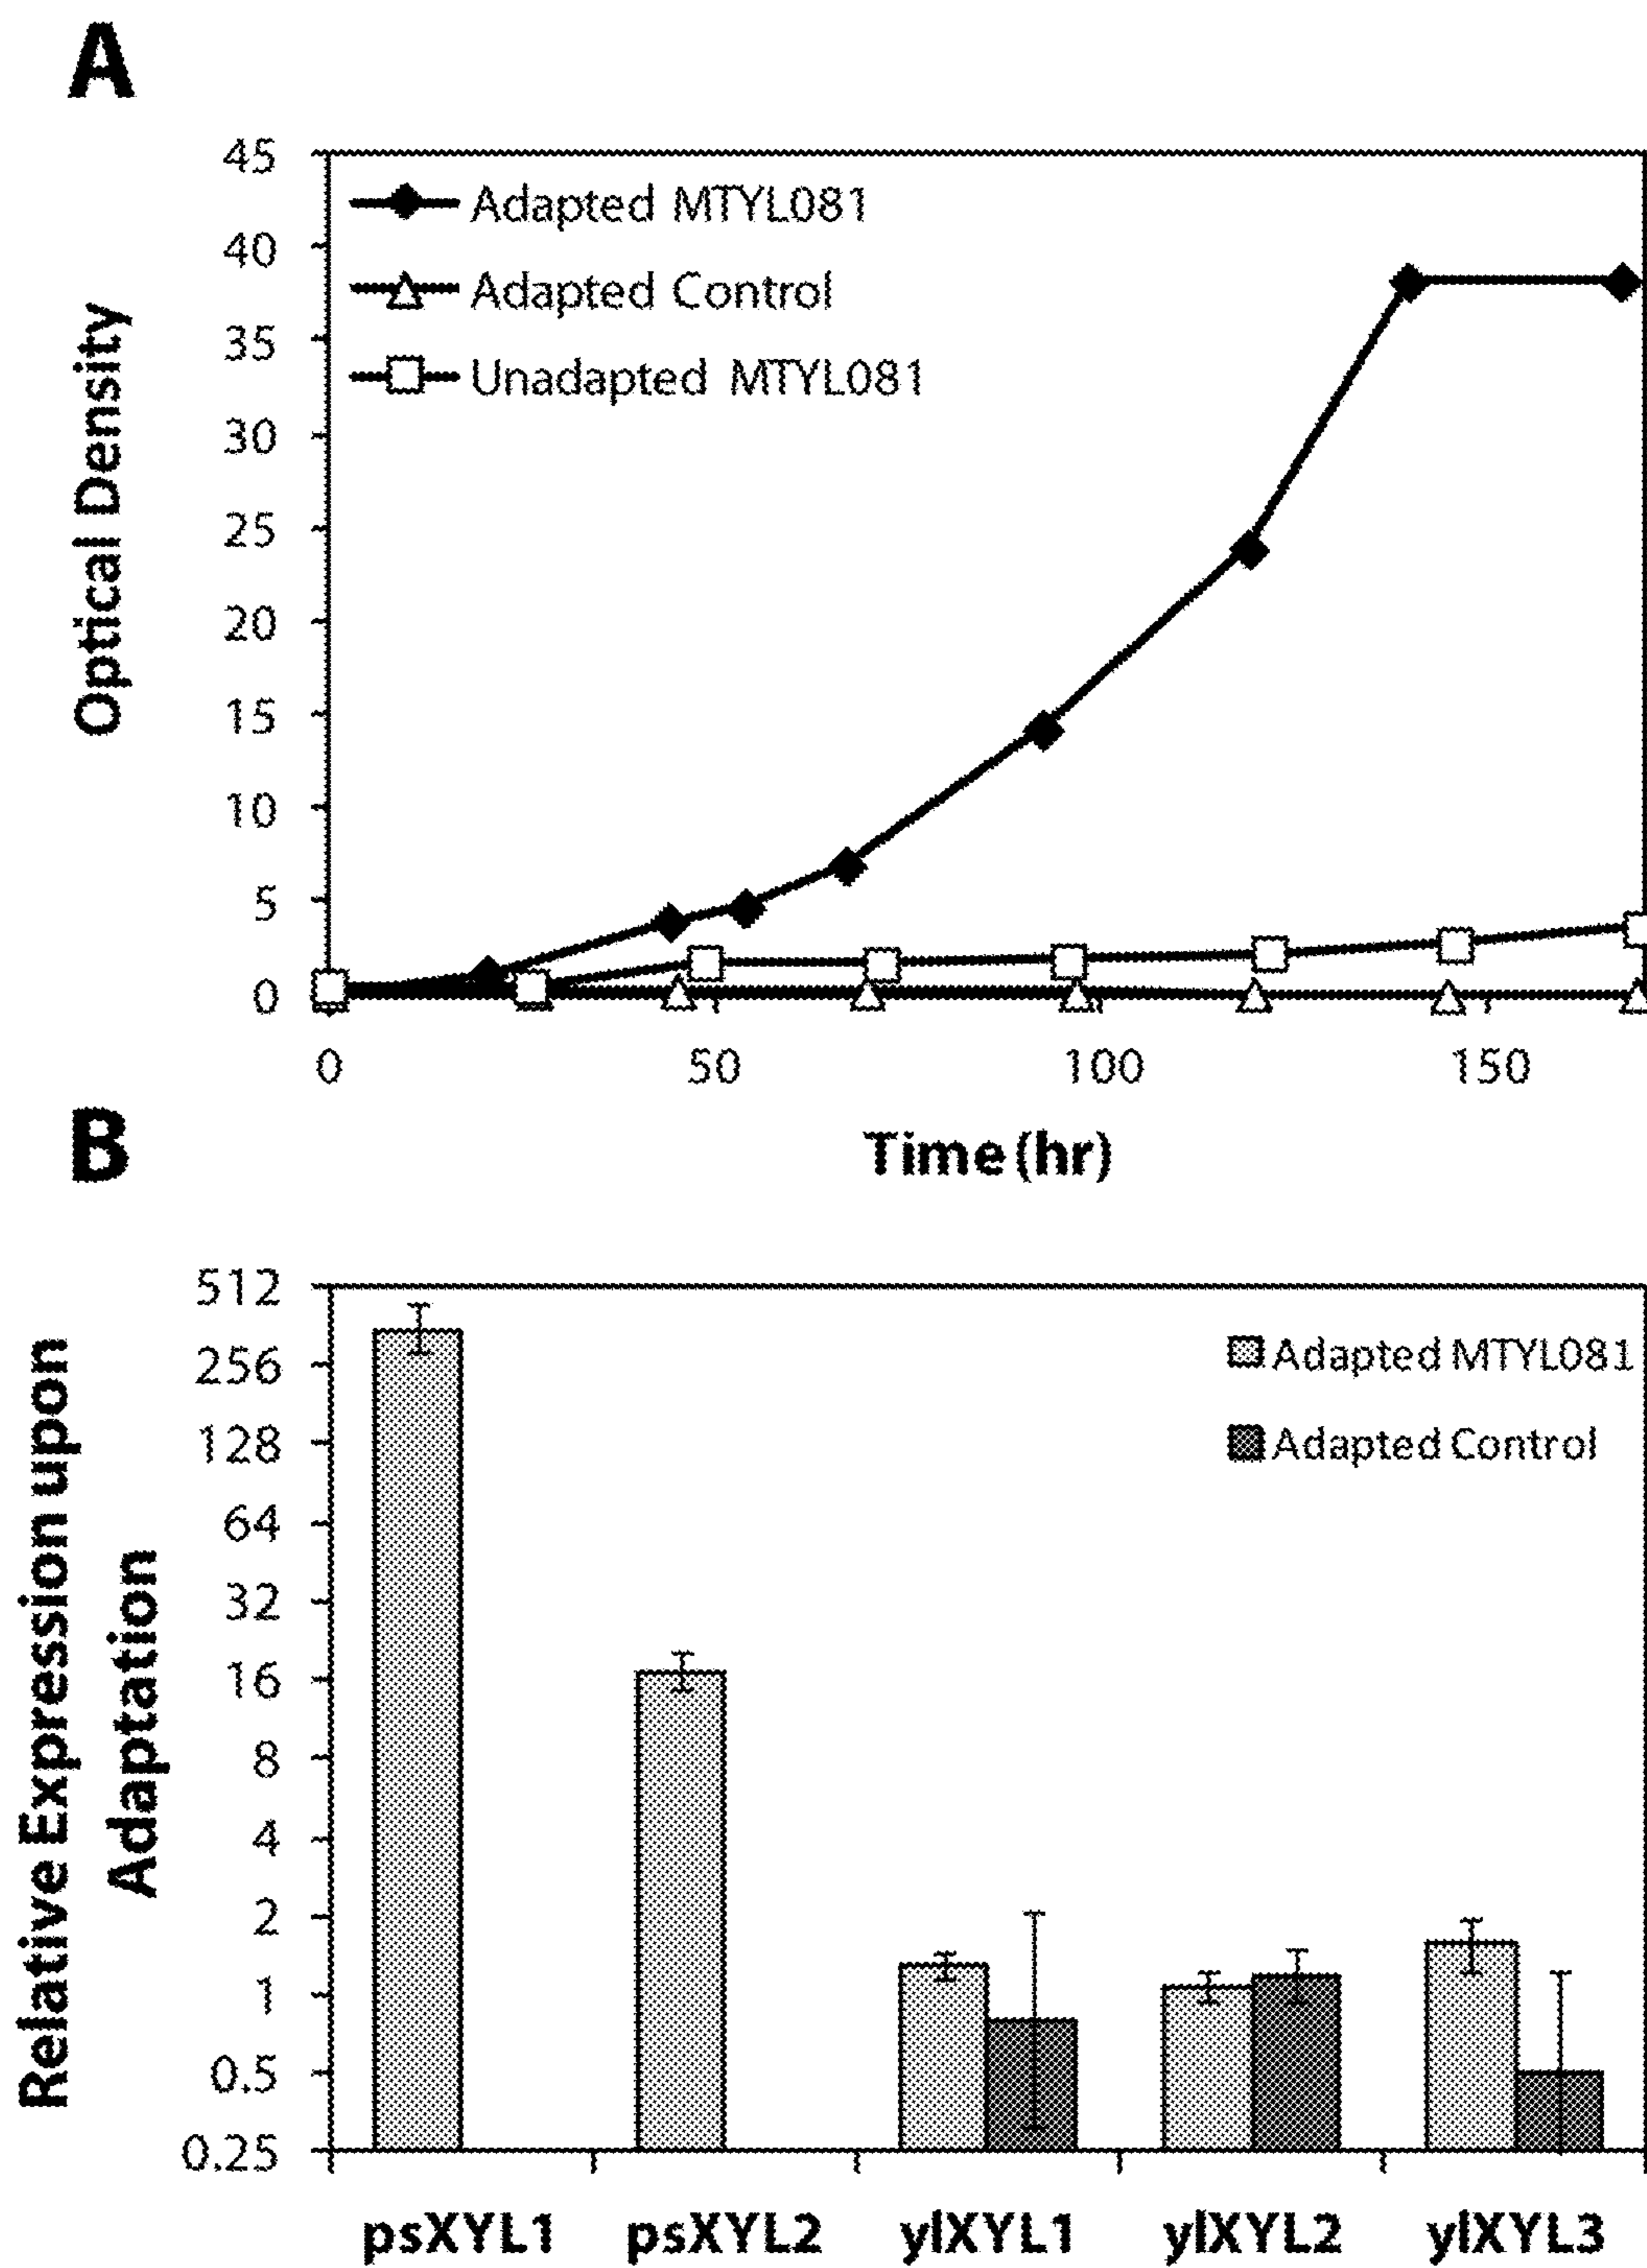 A
45
40
35
30
25
20
15
10
5
0
Optical Density
Adapted MTYL081
Adapted Control
Unadapted MTYL081
0 50 100 150
Time (hr)
B
512
256
128
64
32
16
8
4
2
1
0.5
0.25
Relative Expression upon
Adaptation
Adapted MTYL081
Adapted Control
psXYL1 psXYL2 ylXYL1 ylXYL2 ylXYL3